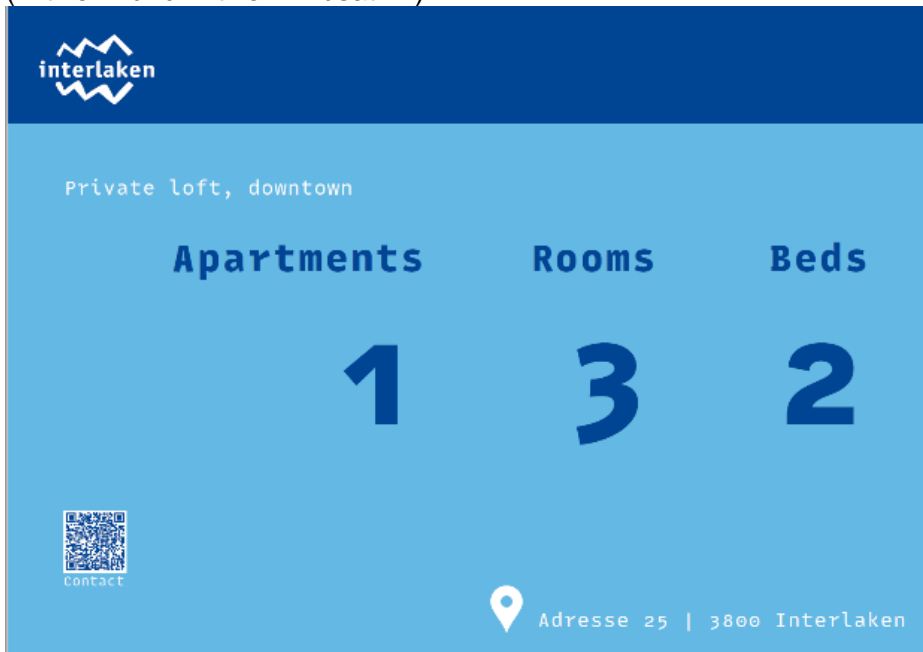 interlaken
Private loft, downtown
Apartments Rooms Beds
1 3 2
Contact
Adresse 25 | 3800 Interlaken